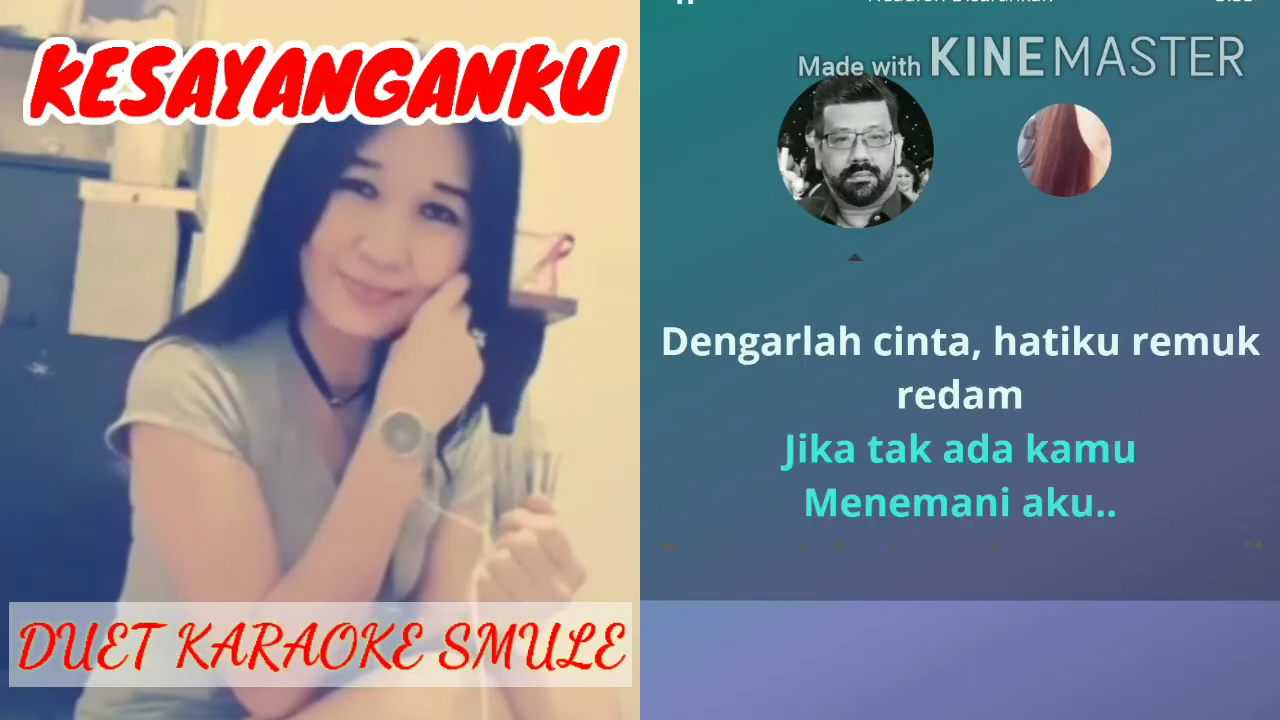 KESAYANGANKU
DUET KARAOKE SMULE
Made with KINEMASTER
Dengarlah cinta, hatiku remuk
redam
Jika tak ada kamu
Menemani aku..